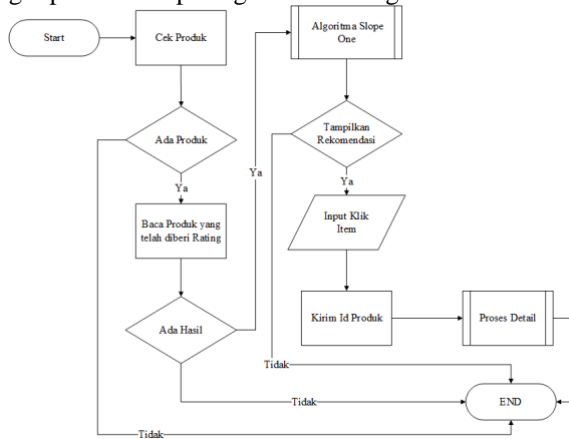 Start
Cek Produk
Algoritma Slope
One
Ada Produk
Tampilkan
Rekomendasi
Ya
Ya
Ya
Baca Produk yang
telah diberi Rating
Input Klik
Item
Ada Hasil
Kirim Id Produk
Proses Detail
Tidak
Tidak
END
Tidak